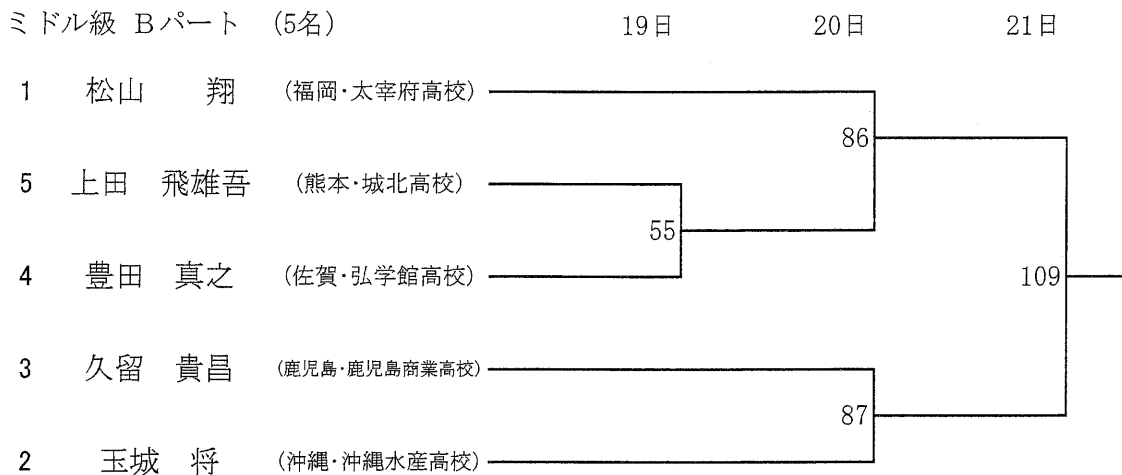 ミドル級 Bパート (5名) 19日 20日 21日
1 松山 翔 (福岡・太宰府高校)
86
5 上田 飛雄吾 (熊本・城北高校)
55
4 豊田 真之 (佐賀・弘学館高校)
109
3 久留 貴昌 (鹿児島・鹿児島商業高校)
87
2 玉城 将 (沖縄・沖縄水産高校)